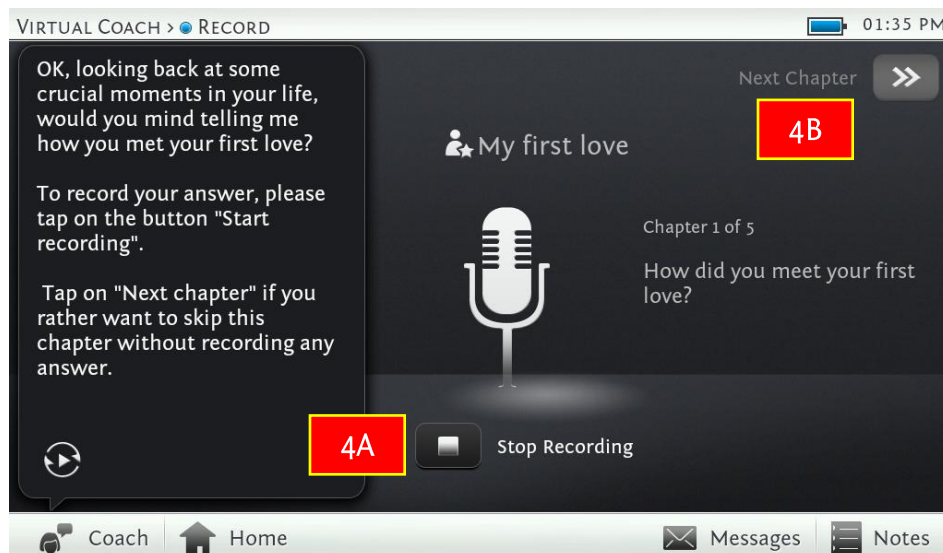 VIRTUAL COACH > RECORD
01:35 PM
OK, looking back at some
crucial moments in your life,
would you mind telling me
how you met your first love?
To record your answer, please
tap on the button "Start
recording".
Tap on "Next chapter" if you
rather want to skip this
chapter without recording any
answer.
Next Chapter
4B
My first love
Chapter 1 of 5
How did you meet your first
love?
4A
Stop Recording
Coach
Home
Messages
Notes